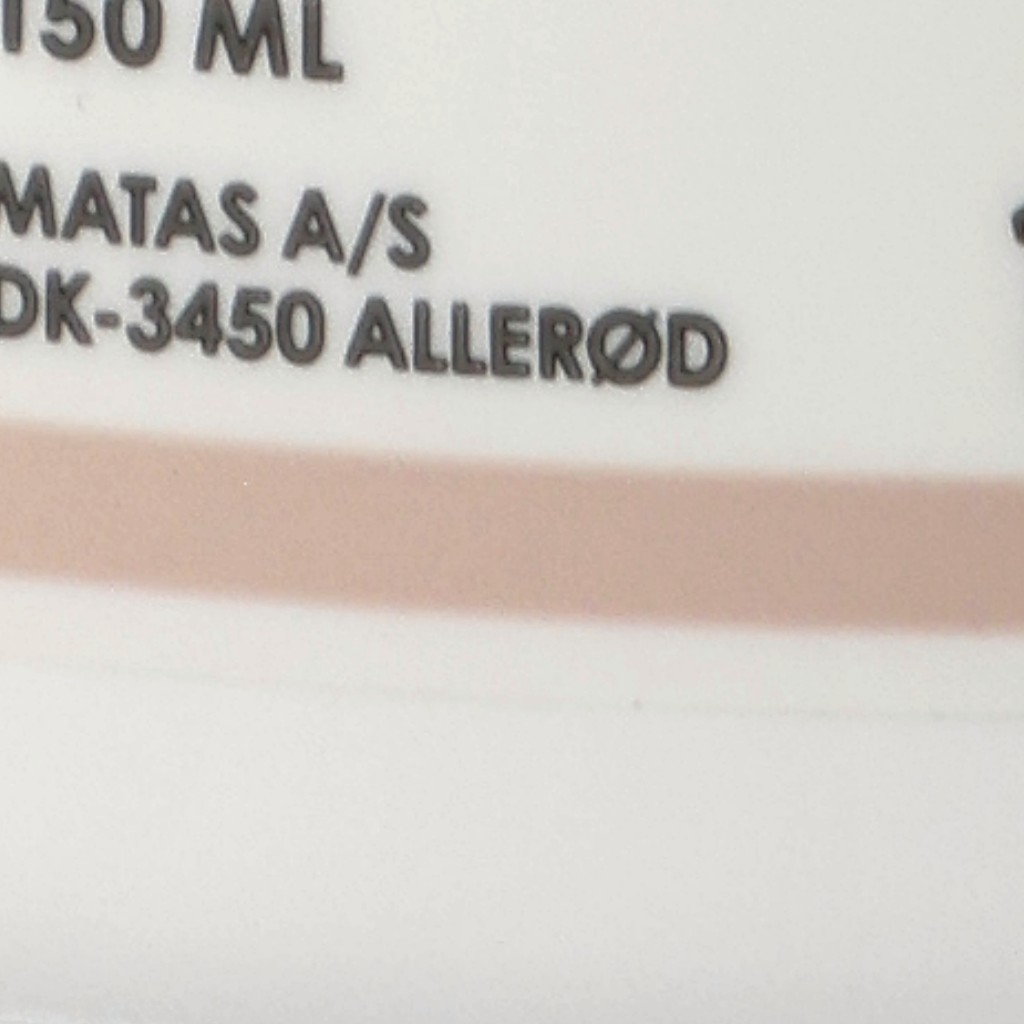 150 ML
MATAS A/S
DK-3450 ALLERØD